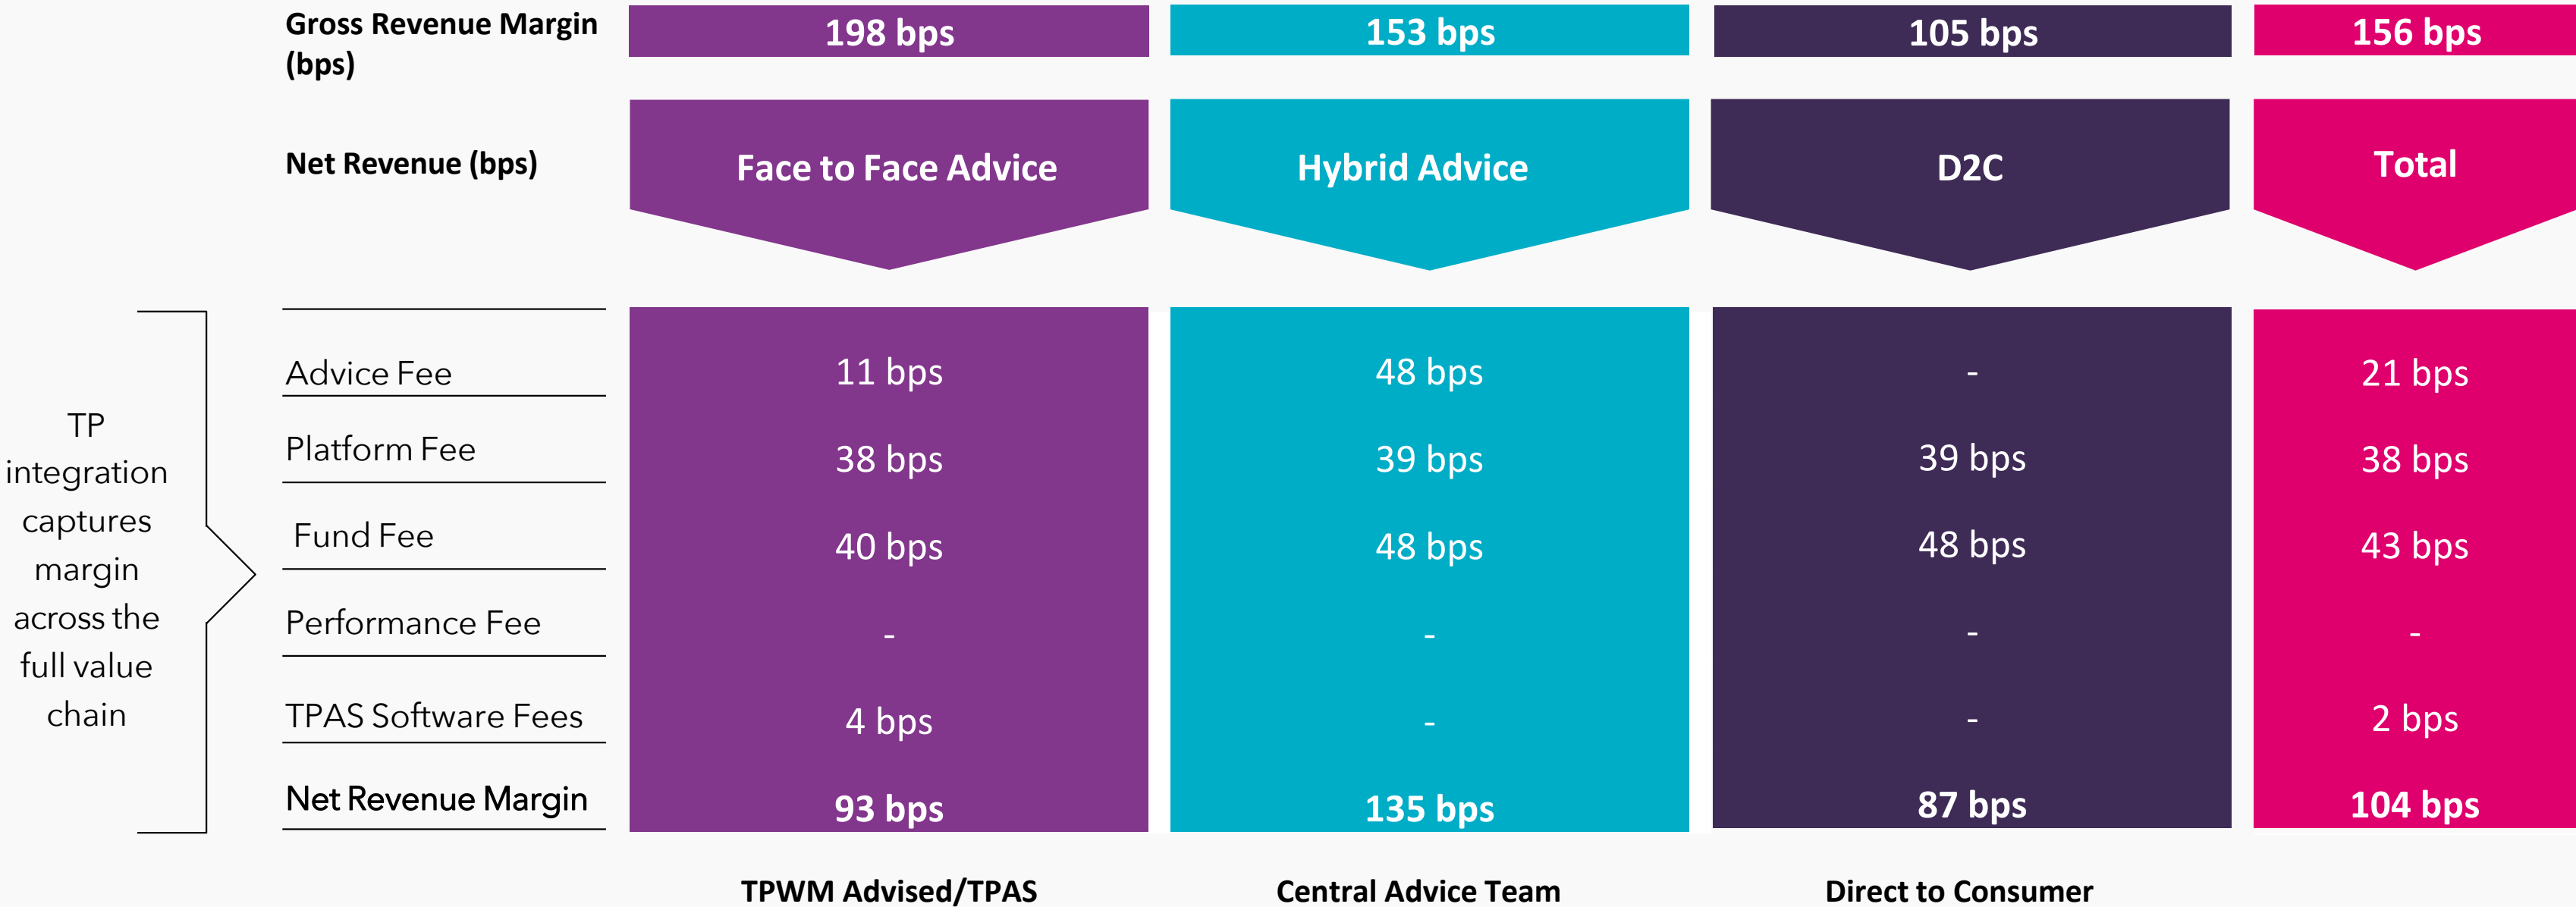 Gross Revenue Margin
(bps)
198 bps
153 bps
105 bps
156 bps
Net Revenue (bps)
Face to Face Advice
Hybrid Advice
D2C
Total
TP
integration
captures
margin
across the
full value
chain
Advice Fee
11 bps
48 bps
-
21 bps
Platform Fee
38 bps
39 bps
39 bps
38 bps
Fund Fee
40 bps
48 bps
48 bps
43 bps
Performance Fee
-
-
-
-
TPAS Software Fees
4 bps
-
-
2 bps
Net Revenue Margin
93 bps
135 bps
87 bps
104 bps
TPWM Advised/TPAS
Central Advice Team
Direct to Consumer